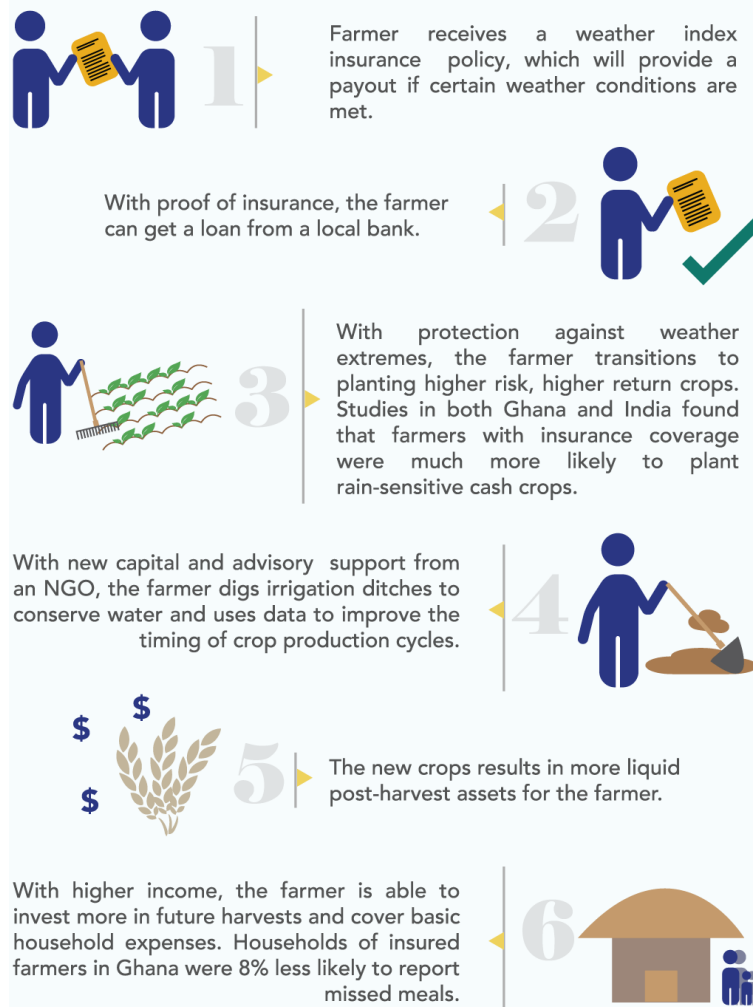 1
Farmer receives a weather index
insurance policy, which will provide a
payout if certain weather conditions are
met.
With proof of insurance, the farmer
can get a loan from a local bank.
2
3
With protection against weather
extremes, the farmer transitions to
planting higher risk, higher return crops.
Studies in both Ghana and India found
that farmers with insurance coverage
were much more likely to plant
rain-sensitive cash crops.
With new capital and advisory support from
an NGO, the farmer digs irrigation ditches to
conserve water and uses data to improve the
timing of crop production cycles.
4
$
$
$
5
The new crops results in more liquid
post-harvest assets for the farmer.
With higher income, the farmer is able to
invest more in future harvests and cover basic
household expenses. Households of insured
farmers in Ghana were 8% less likely to report
missed meals.
6